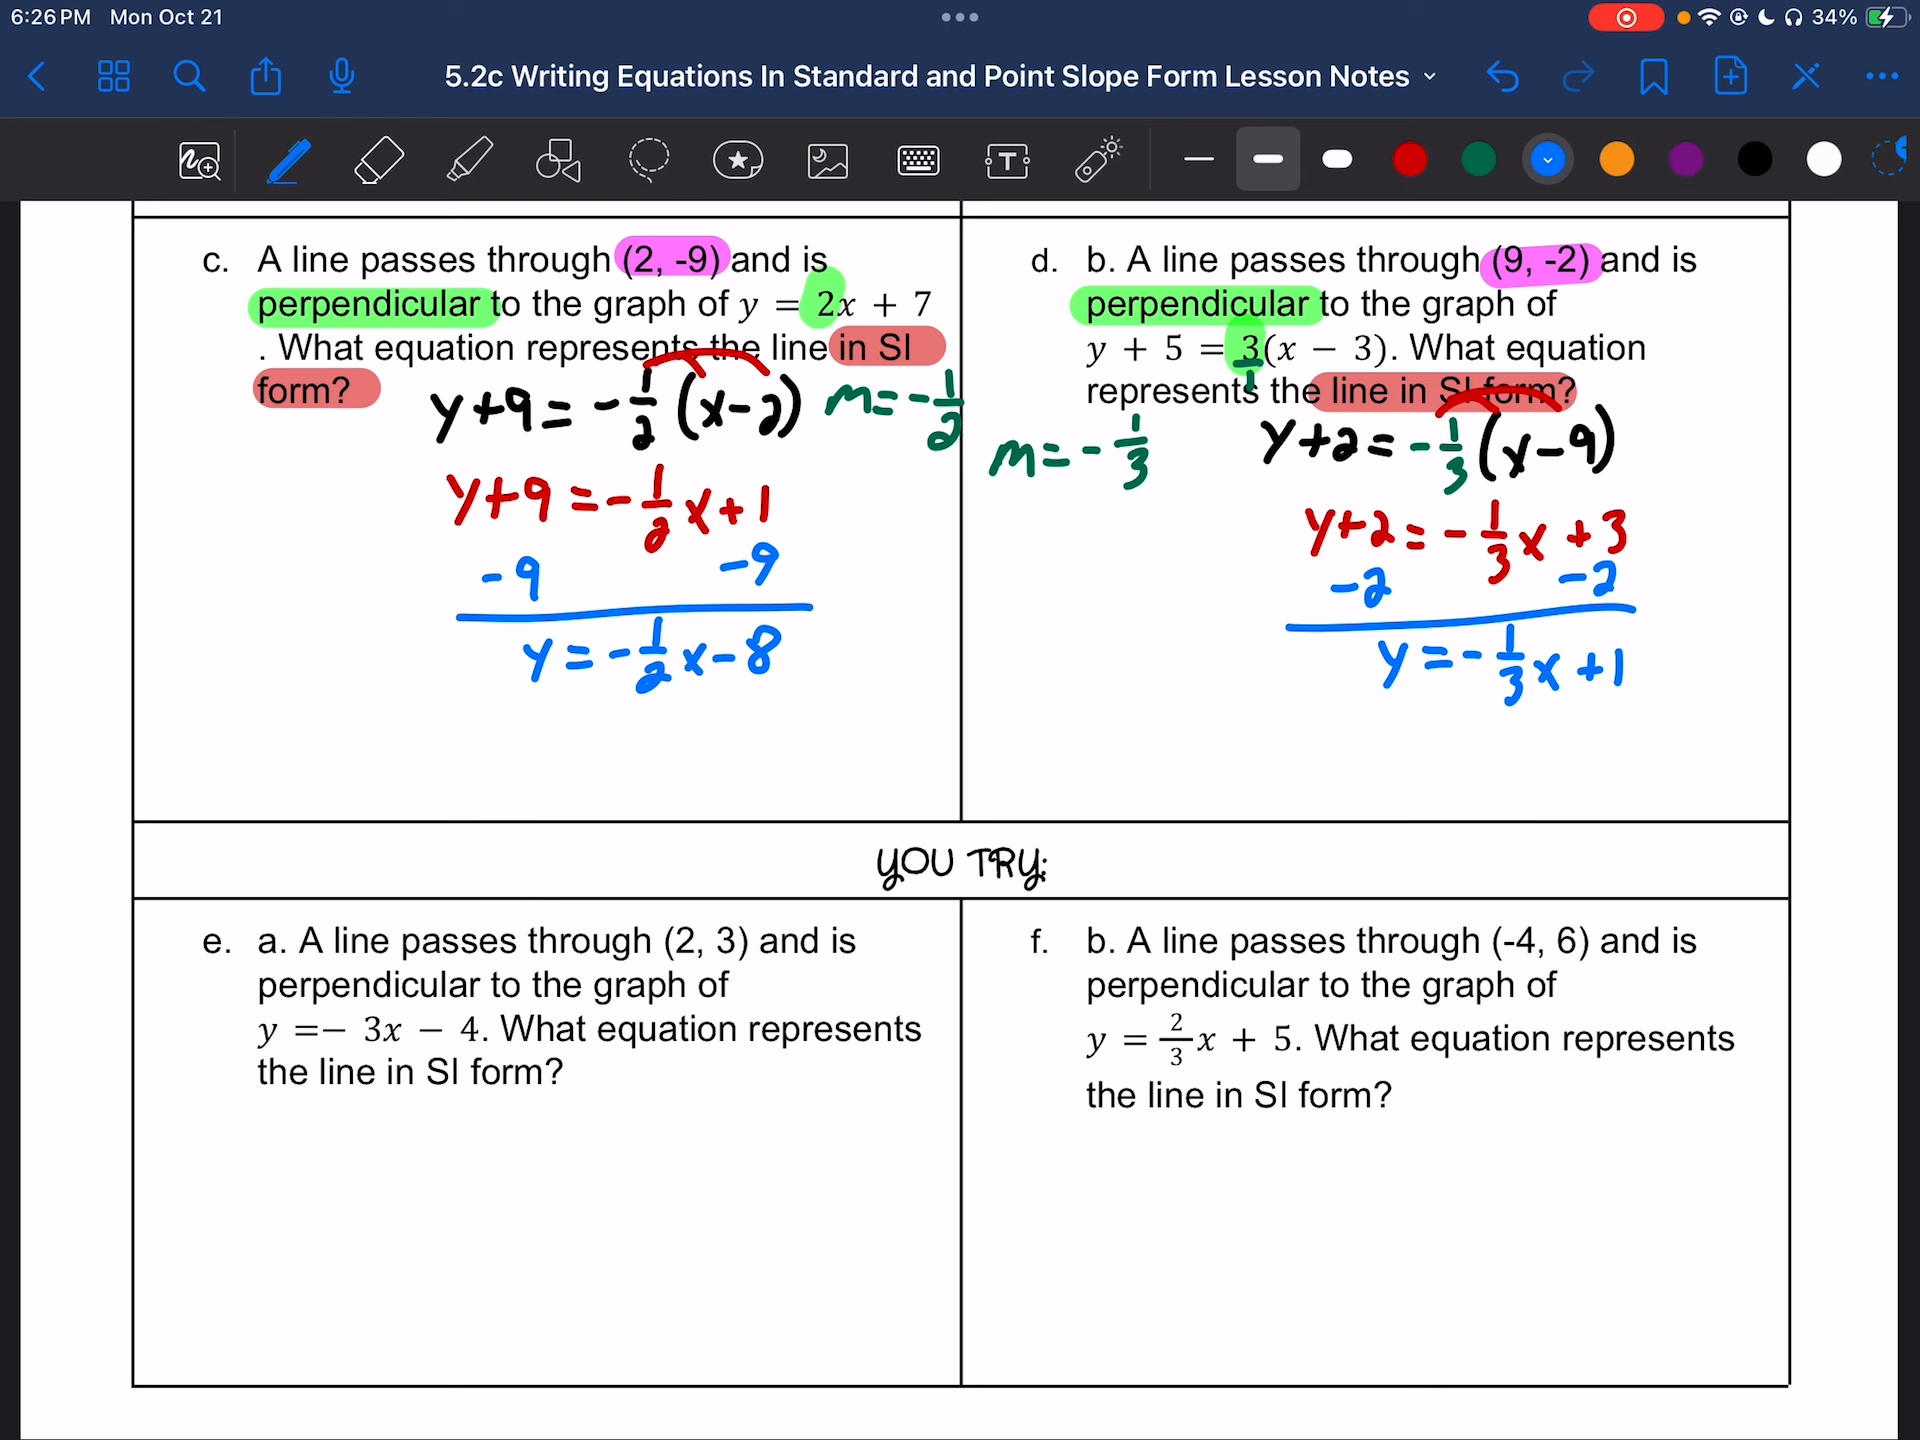 6:26 PM Mon Oct 21
34%
5.2c Writing Equations In Standard and Point Slope Form Lesson Notes
c. A line passes through (2, -9) and is
perpendicular to the graph of y = 2x + 7
. What equation represents the line in SI
form?
y+9 = -1/2 (x-2)
m = -1/2
y+9 = -1/2 x + 1
-9 -9
y = -1/2 x - 8
d. b. A line passes through (9, -2) and is
perpendicular to the graph of
y + 5 = 3(x − 3). What equation
1
represents the line in SI form?
m = -1/3
y+2 = -1/3 (x-9)
y+2 = -1/3 x + 3
-2 -2
y = -1/3 x + 1
YOU TRY:
e. a. A line passes through (2, 3) and is
perpendicular to the graph of
y =− 3x − 4. What equation represents
the line in SI form?
f. b. A line passes through (-4, 6) and is
perpendicular to the graph of
y = 2/3 x + 5. What equation represents
the line in SI form?